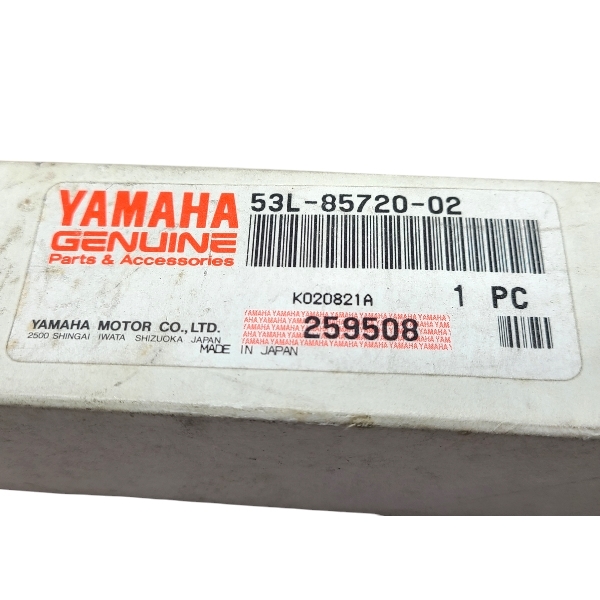 YAMAHA
GENUINE
Parts & Accessories
53L-85720-02
K020821A
1 PC
YAMAHA MOTOR CO.,LTD.
2500 SHINGAI IWATA SHIZUOKA JAPAN
MADE IN JAPAN
259508